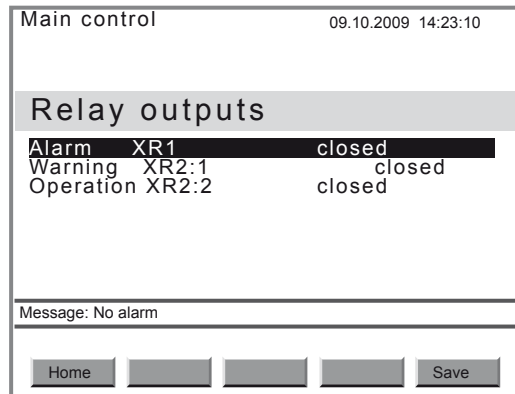 Main control 09.10.2009 14:23:10
Relay outputs
Alarm XR1 closed
Warning XR2:1 closed
Operation XR2:2 closed
Message: No alarm
Home Save